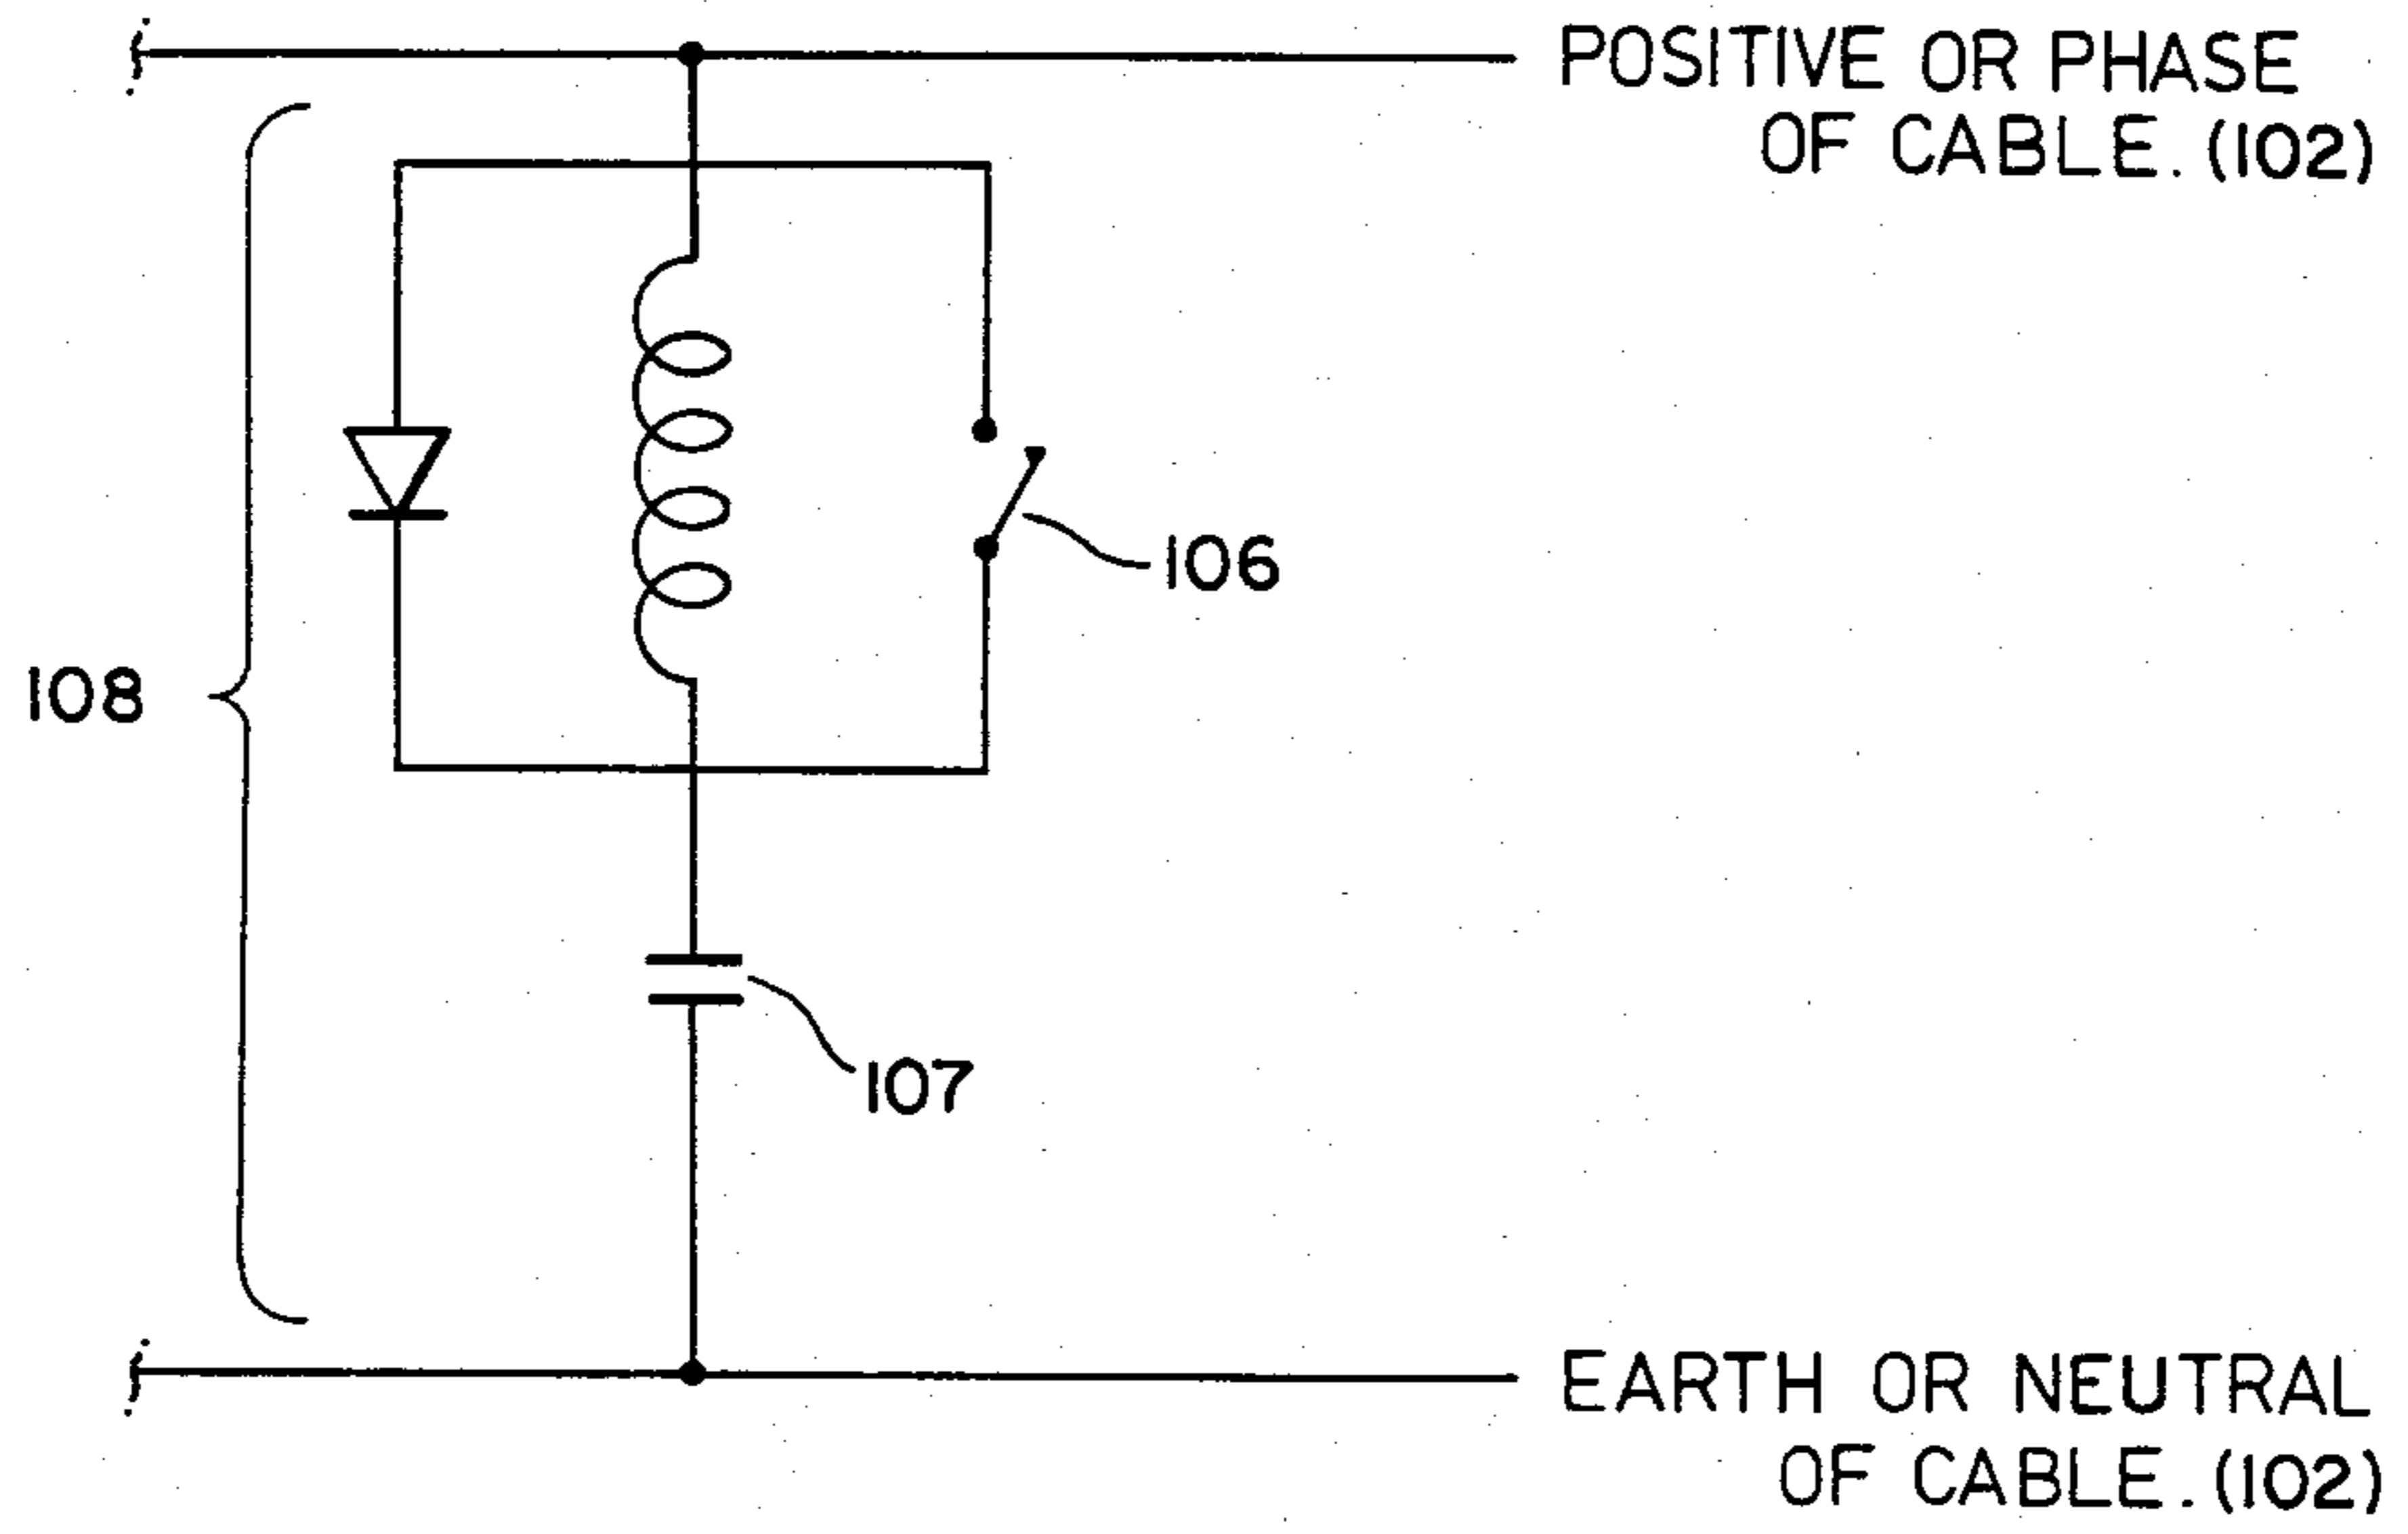 POSITIVE OR PHASE
OF CABLE. (102)
106
108
107
EARTH OR NEUTRAL
OF CABLE. (102)